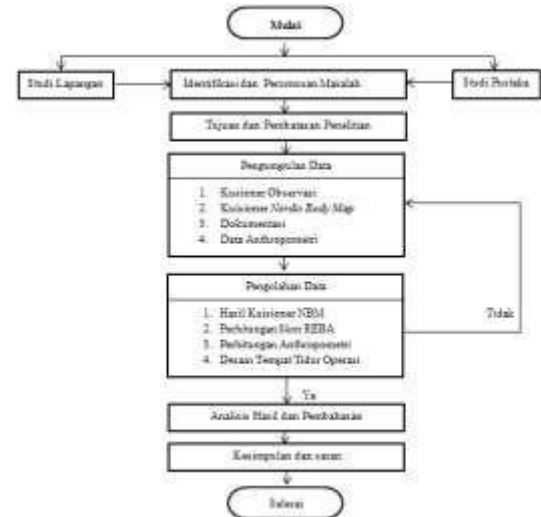 Mulai
Studi Lapangan
Identifikasi dan Perumusan Masalah
Studi Pustaka
Tujuan dan Pembatasan Penelitian
Pengumpulan Data
1. Kuisioner Observasi
2. Kuisioner Nordic Body Map
3. Dokumentasi
4. Data Anthropometri
Pengolahan Data
1. Hasil Kuisioner NBM
2. Perhitungan Skor REBA
3. Perhitungan Anthropometri
4. Desain Tempat Tidur Operasi
Tidak
Ya
Analisis Hasil dan Pembahasan
Kesimpulan dan saran
Selesai